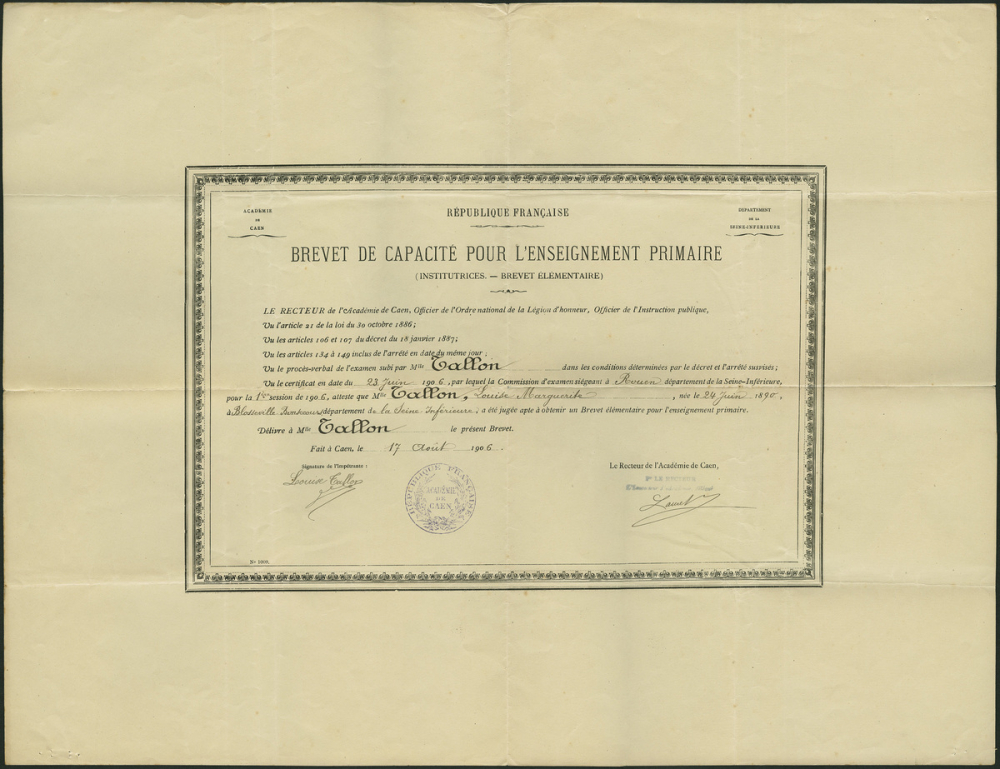 ACADÉMIE
DE
CAEN
RÉPUBLIQUE FRANÇAISE
DÉPARTEMENT
DE LA
SEINE-INFÉRIEURE
BREVET DE CAPACITÉ POUR L'ENSEIGNEMENT PRIMAIRE
(INSTITUTRICES. — BREVET ÉLÉMENTAIRE)
LE RECTEUR de l'Académie de Caen, Officier de l'Ordre national de la Légion d'honneur, Officier de l'Instruction publique,
Vu l'article 21 de la loi du 30 octobre 1886;
Vu les articles 106 et 107 du décret du 18 janvier 1887;
Vu les articles 134 à 149 inclus de l'arrêté en date du même jour;
Vu le procès-verbal de l'examen subi par Mlle Tallon dans les conditions déterminées par le décret et l'arrêté susvisés;
Vu le certificat en date du 23 Juin 1906, par lequel la Commission d'examen siégeant à Rouen département de la Seine-Inférieure,
pour la 1re session de 1906, atteste que Mlle Tallon, Louise Marguerite, née le 24 Juin 1890,
à Blosseville Bonsecours département de la Seine Inférieure, a été jugée apte à obtenir un Brevet élémentaire pour l'enseignement primaire.
Délivre à Mlle Tallon le présent Brevet.
Fait à Caen, le 17 Août 1906.
Signature de l'Impétrante:
Louise Tallon
RÉPUBLIQUE FRANÇAISE
ACADÉMIE
DE
CAEN
Le Recteur de l'Académie de Caen,
Pr LE RECTEUR